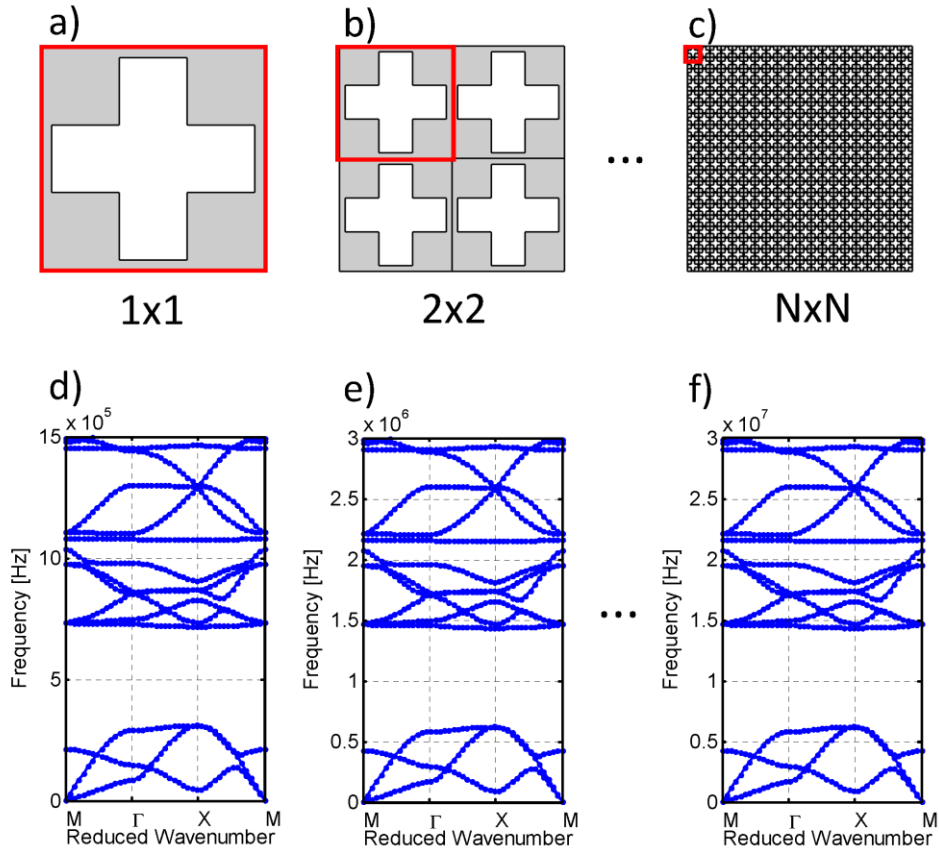 a)
b)
c)
...
1x1
2x2
NxN
d)
e)
f)
x 10^5
x 10^6
x 10^7
Frequency [Hz]
15
10
5
0
M Γ X M
Reduced Wavenumber
Frequency [Hz]
3
2.5
2
1.5
1
0.5
0
M Γ X M
Reduced Wavenumber
...
Frequency [Hz]
3
2.5
2
1.5
1
0.5
0
M Γ X M
Reduced Wavenumber